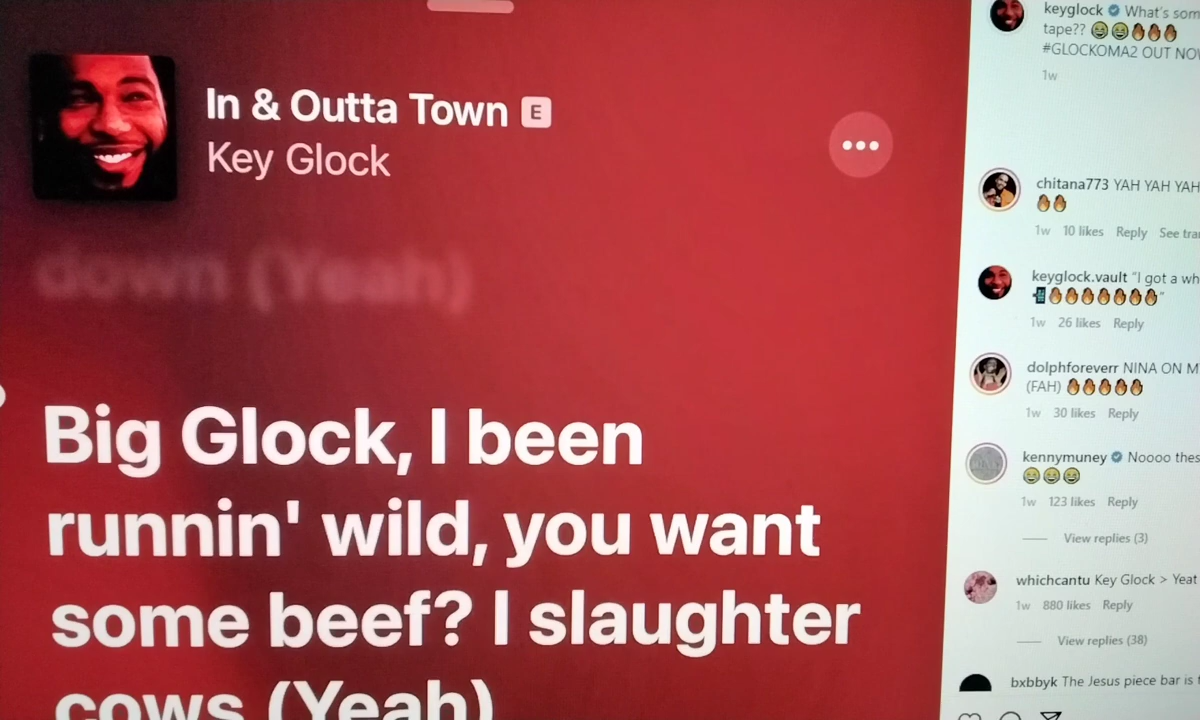 In & Outta Town E
Key Glock
down (Yeah)
Big Glock, I been
runnin' wild, you want
some beef? I slaughter
cows (Yeah)
keyglock What's som
tape?? 😂😂🔥🔥🔥
#GLOCKOMA2 OUT NOW
1w
chitana773 YAH YAH YAH
🔥🔥
1w 10 likes Reply See tra
keyglock.vault "I got a wh
📲🔥🔥🔥🔥🔥🔥🔥"
1w 26 likes Reply
dolphforeverr NINA ON M
(FAH) 🔥🔥🔥🔥🔥
1w 30 likes Reply
kennymuney Noooo thes
😂😂😂
1w 123 likes Reply
View replies (3)
whichcantu Key Glock > Yeat
1w 880 likes Reply
View replies (38)
bxbbyk The Jesus piece bar is